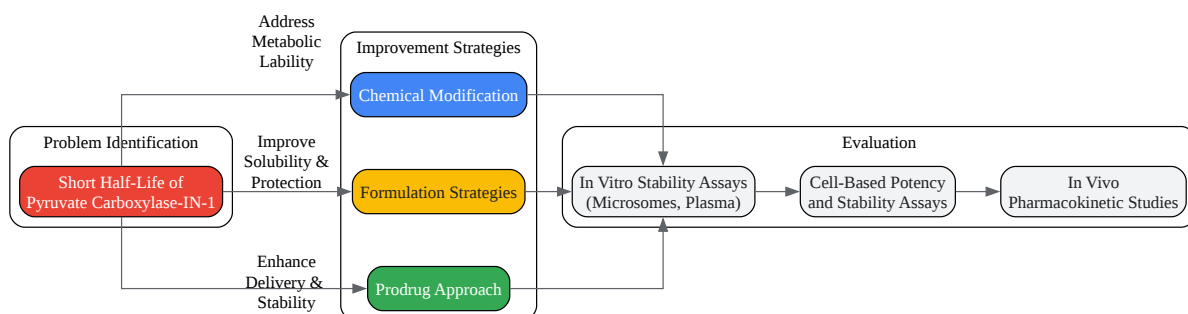 Address
Metabolic
Lability
Improvement Strategies
Chemical Modification
Problem Identification
Short Half-Life of
Pyruvate Carboxylase-IN-1
Improve
Solubility &
Protection
Formulation Strategies
Enhance
Delivery &
Stability
Prodrug Approach
Evaluation
In Vitro Stability Assays
(Microsomes, Plasma)
Cell-Based Potency
and Stability Assays
In Vivo
Pharmacokinetic Studies